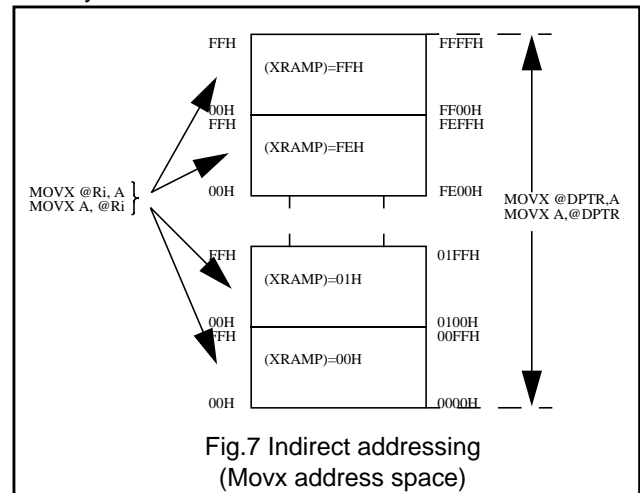 FFH
FFFFH
(XRAMP)=FFH
00H
FF00H
FFH
FEFFH
(XRAMP)=FEH
MOVX @Ri, A
MOVX A, @Ri
00H
FE00H
MOVX @DPTR,A
MOVX A,@DPTR
FFH
01FFH
(XRAMP)=01H
00H
0100H
FFH
00FFH
(XRAMP)=00H
00H
0000H
Fig.7 Indirect addressing
(Movx address space)